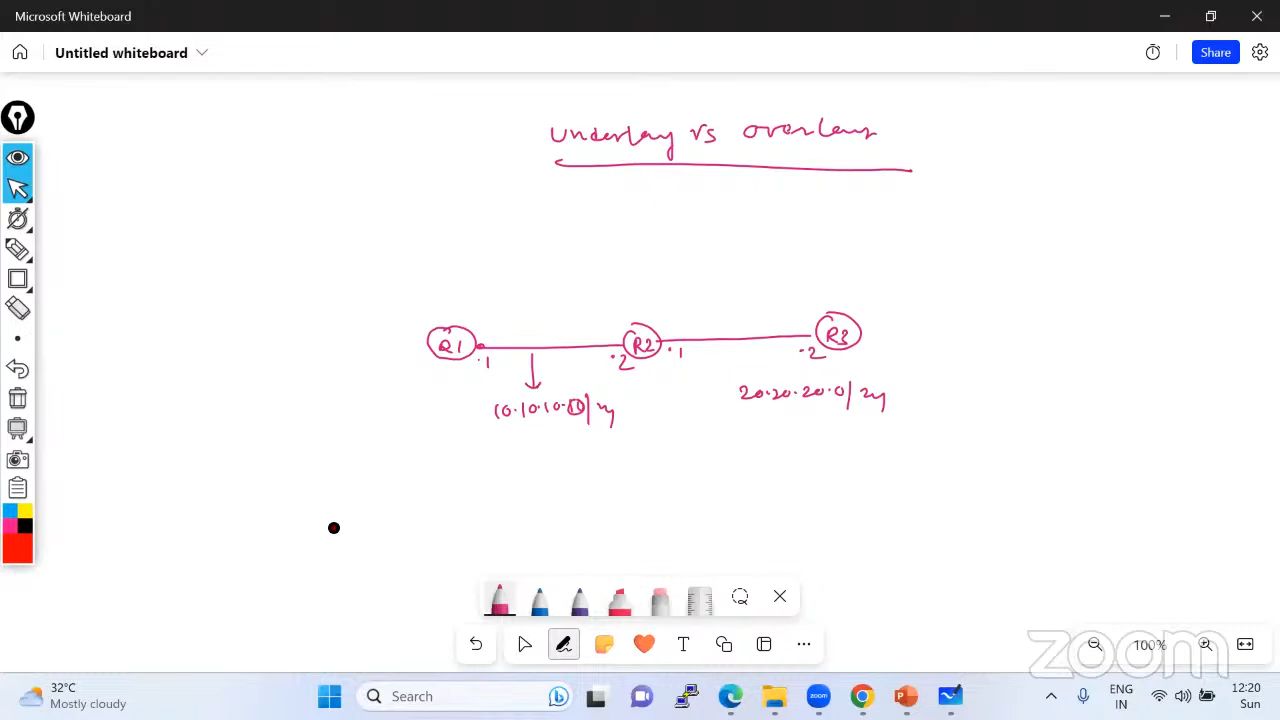 Microsoft Whiteboard
Untitled whiteboard
Share
Underlay vs overlay
R1
R2
R3
.1
.2
.1
.2
10.10.10.0/24
20.20.20.0/24
T
zoom
100%
32°C
Mostly cloudy
Search
ENG
IN
12:20
Sun